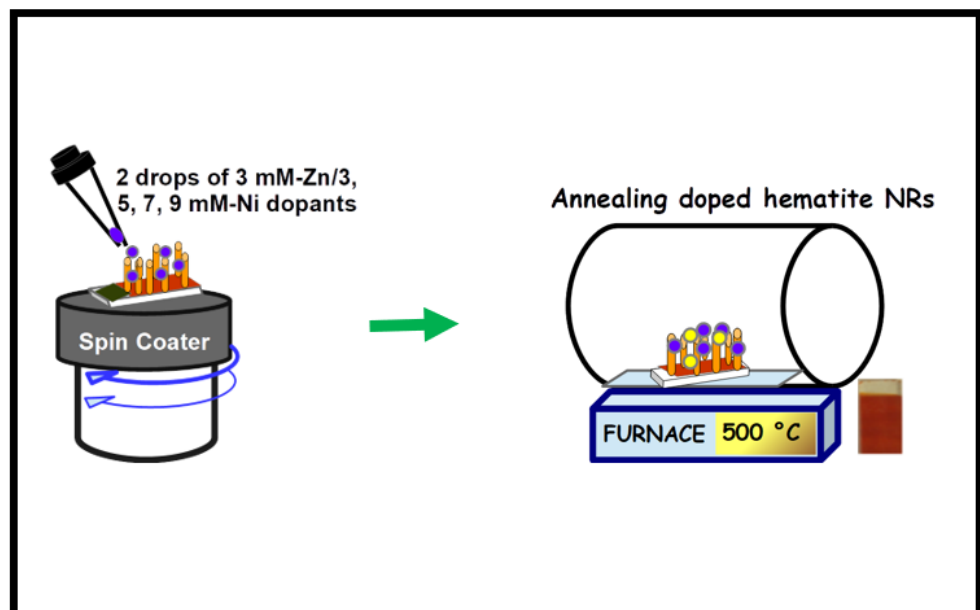 2 drops of 3 mM-Zn/3,
5, 7, 9 mM-Ni dopants
Spin Coater
Annealing doped hematite NRs
FURNACE 500 °C